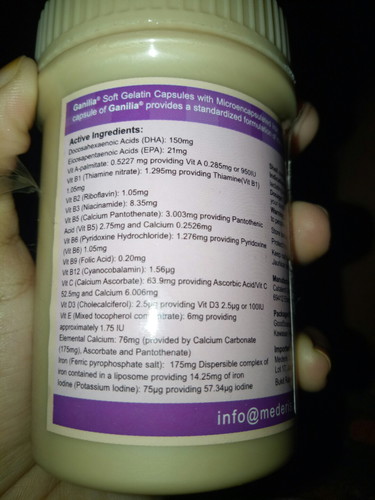 Ganilia® Soft Gelatin Capsules with Microencapsulated
capsule of Ganilia® provides a standardized formulation of
Active Ingredients:
Docosahexaenoic Acids (DHA): 150mg
Eicosapentaenoic Acids (EPA): 21mg
Vit A-palmitate: 0.5227 mg providing Vit A 0.285mg or 950IU
Vit B1 (Thiamine nitrate): 1.295mg providing Thiamine(Vit B1)
1.05mg
Vit B2 (Riboflavin): 1.05mg
Vit B3 (Niacinamide): 8.35mg
Vit B5 (Calcium Pantothenate): 3.003mg providing Pantothenic
Acid (Vit B5) 2.75mg and Calcium 0.2526mg
Vit B6 (Pyridoxine Hydrochloride): 1.276mg providing Pyridoxine
(Vit B6) 1.05mg
Vit B9 (Folic Acid): 0.20mg
Vit B12 (Cyanocobalamin): 1.56µg
Vit C (Calcium Ascorbate): 63.9mg providing Ascorbic Acid/Vit C
52.5mg and Calcium 6.006mg
Vit D3 (Cholecalciferol): 2.5µg providing Vit D3 2.5µg or 100IU
Vit E (Mixed tocopherol concentrate): 6mg providing
approximately 1.75 IU
Elemental Calcium: 76mg (provided by Calcium Carbonate
(175mg), Ascorbate and Pantothenate)
Iron (Ferric pyrophosphate salt): 175mg Dispersible complex of
iron contained in a liposome providing 14.25mg of iron
Iodine (Potassium Iodine): 75µg providing 57.34µg iodine
info@meden